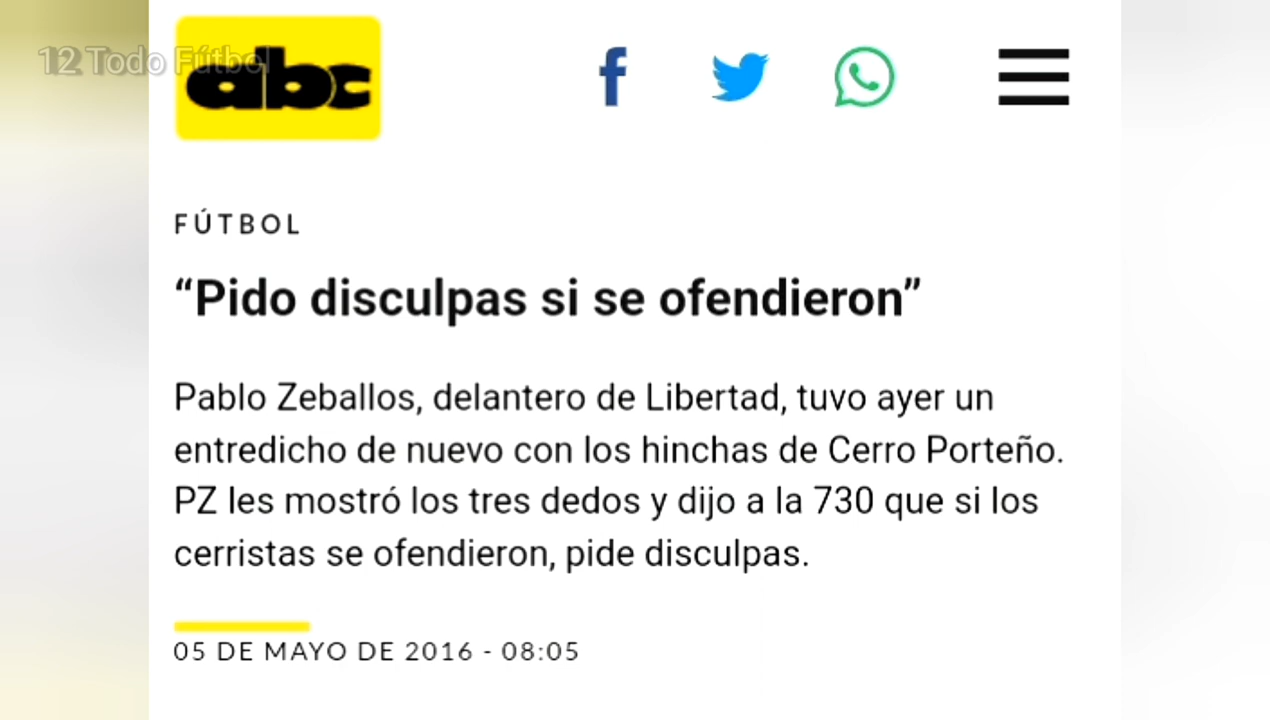 12 Todo Fútbol
abc
FÚTBOL
“Pido disculpas si se ofendieron”
Pablo Zeballos, delantero de Libertad, tuvo ayer un
entredicho de nuevo con los hinchas de Cerro Porteño.
PZ les mostró los tres dedos y dijo a la 730 que si los
cerristas se ofendieron, pide disculpas.
05 DE MAYO DE 2016 - 08:05